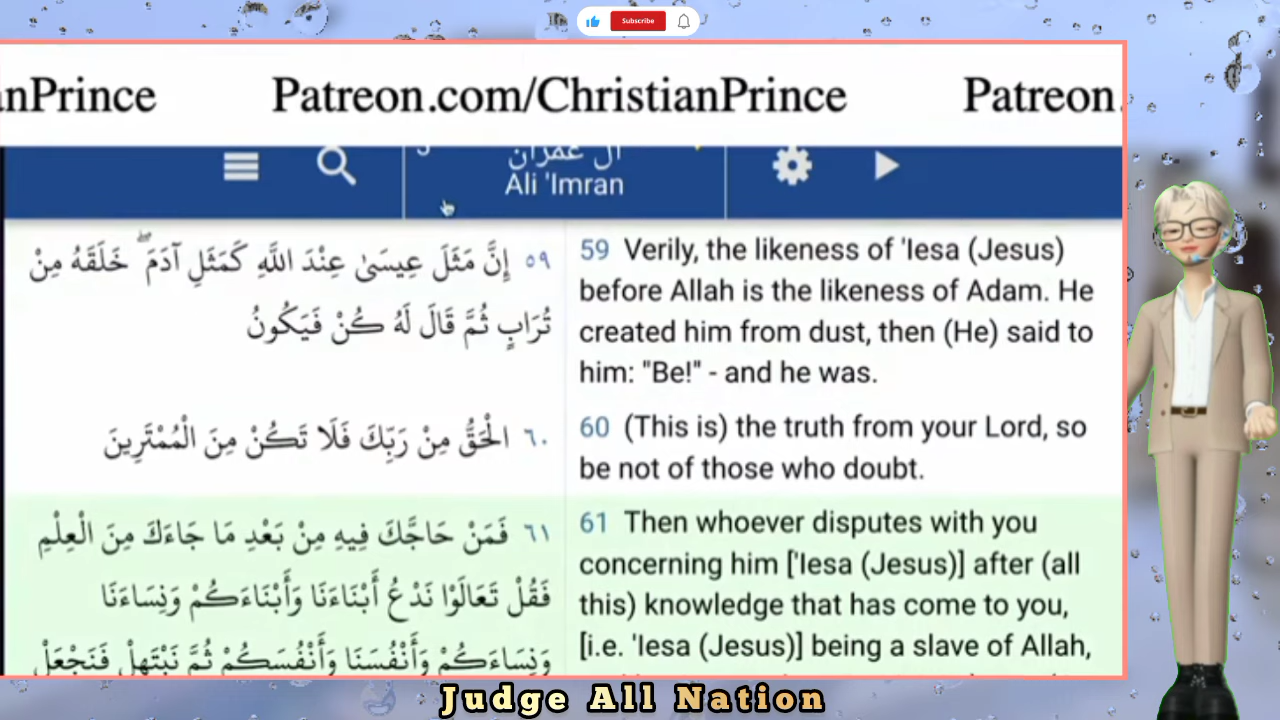 Subscribe
nPrince Patreon.com/ChristianPrince Patreon
آل عمران
Ali 'Imran
٥٩ إِنَّ مَثَلَ عِيسَىٰ عِنْدَ اللَّهِ كَمَثَلِ آدَمَ ۖ خَلَقَهُ مِنْ
تُرَابٍ ثُمَّ قَالَ لَهُ كُنْ فَيَكُونُ
59 Verily, the likeness of 'Iesa (Jesus)
before Allah is the likeness of Adam. He
created him from dust, then (He) said to
him: "Be!" - and he was.
٦٠ الْحَقُّ مِنْ رَبِّكَ فَلَا تَكُنْ مِنَ الْمُمْتَرِينَ
60 (This is) the truth from your Lord, so
be not of those who doubt.
٦١ فَمَنْ حَاجَّكَ فِيهِ مِنْ بَعْدِ مَا جَاءَكَ مِنَ الْعِلْمِ
فَقُلْ تَعَالَوْا نَدْعُ أَبْنَاءَنَا وَأَبْنَاءَكُمْ وَنِسَاءَنَا
وَنِسَاءَكُمْ وَأَنْفُسَنَا وَأَنْفُسَكُمْ ثُمَّ نَبْتَهِلْ فَنَجْعَلْ
61 Then whoever disputes with you
concerning him ['Iesa (Jesus)] after (all
this) knowledge that has come to you,
[i.e. 'Iesa (Jesus)] being a slave of Allah,
Judge All Nation